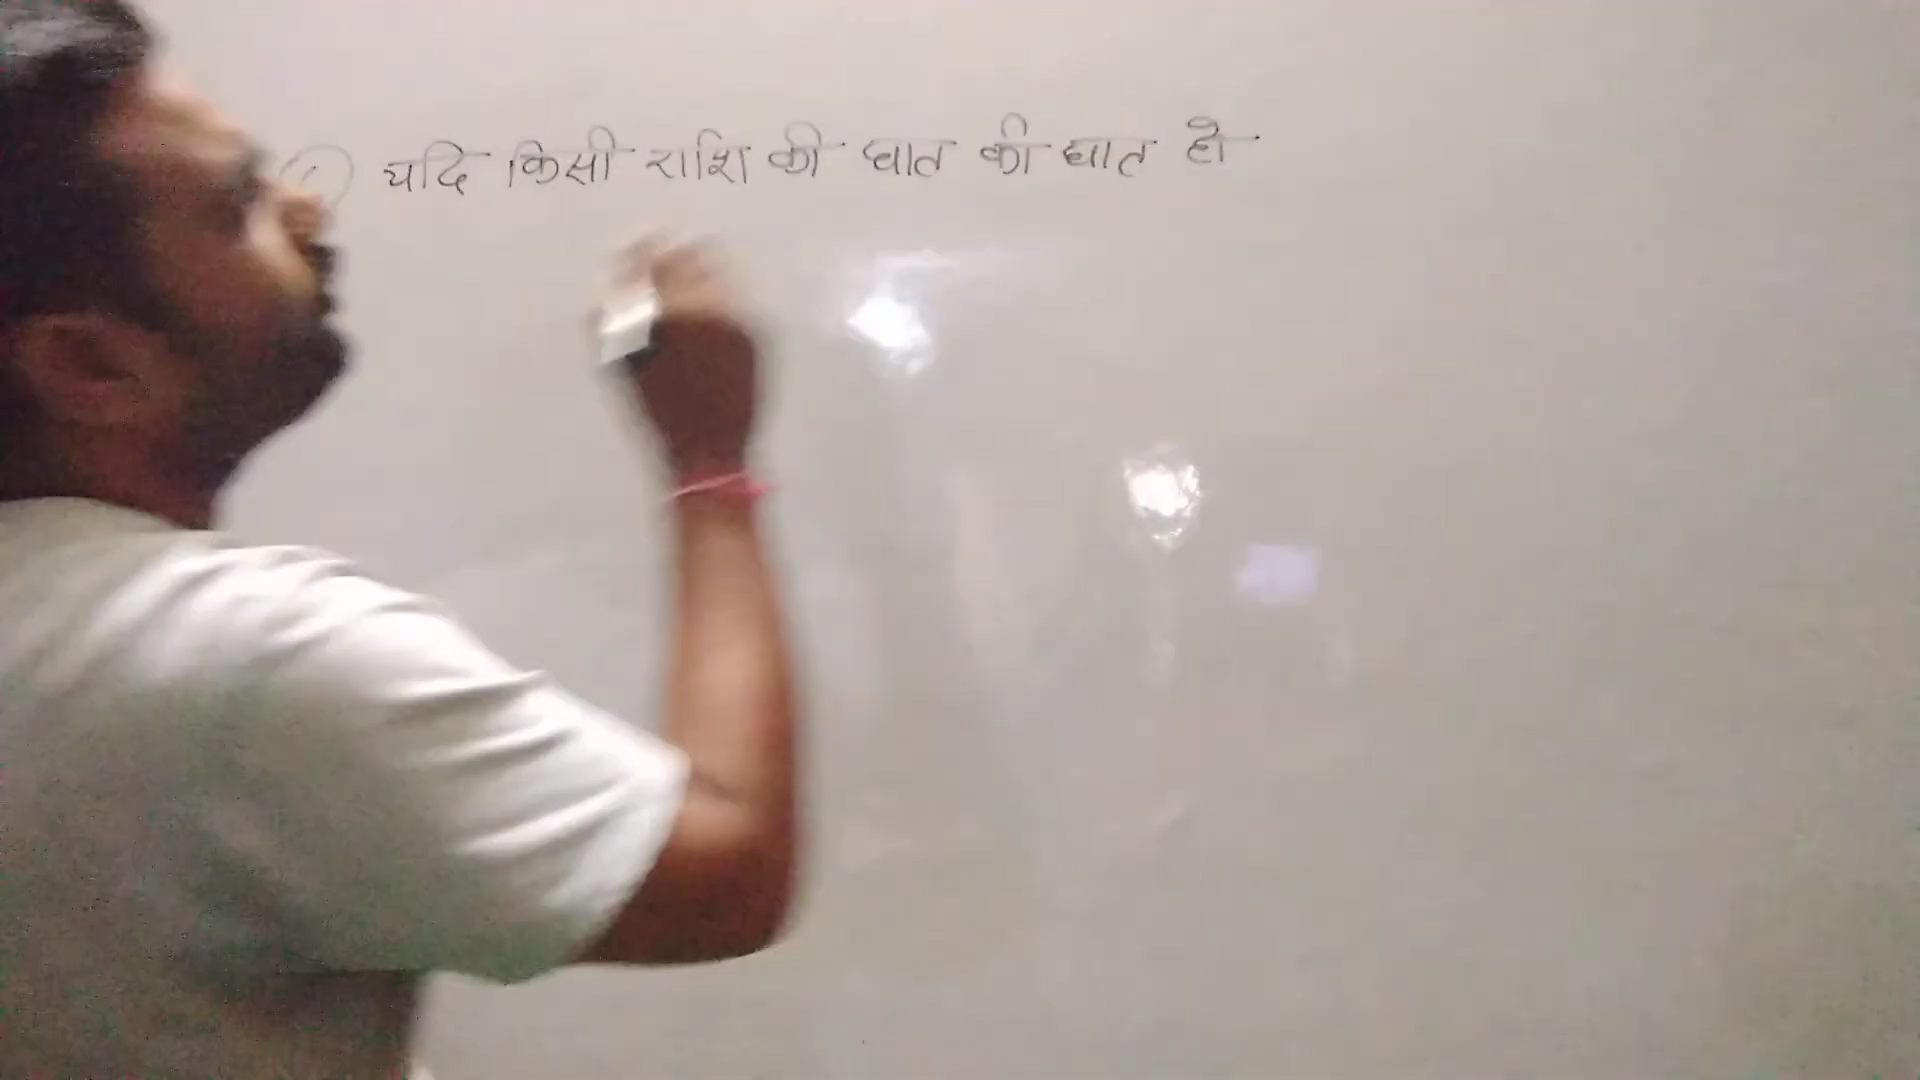 यदि किसी राशि की घात की घात हो